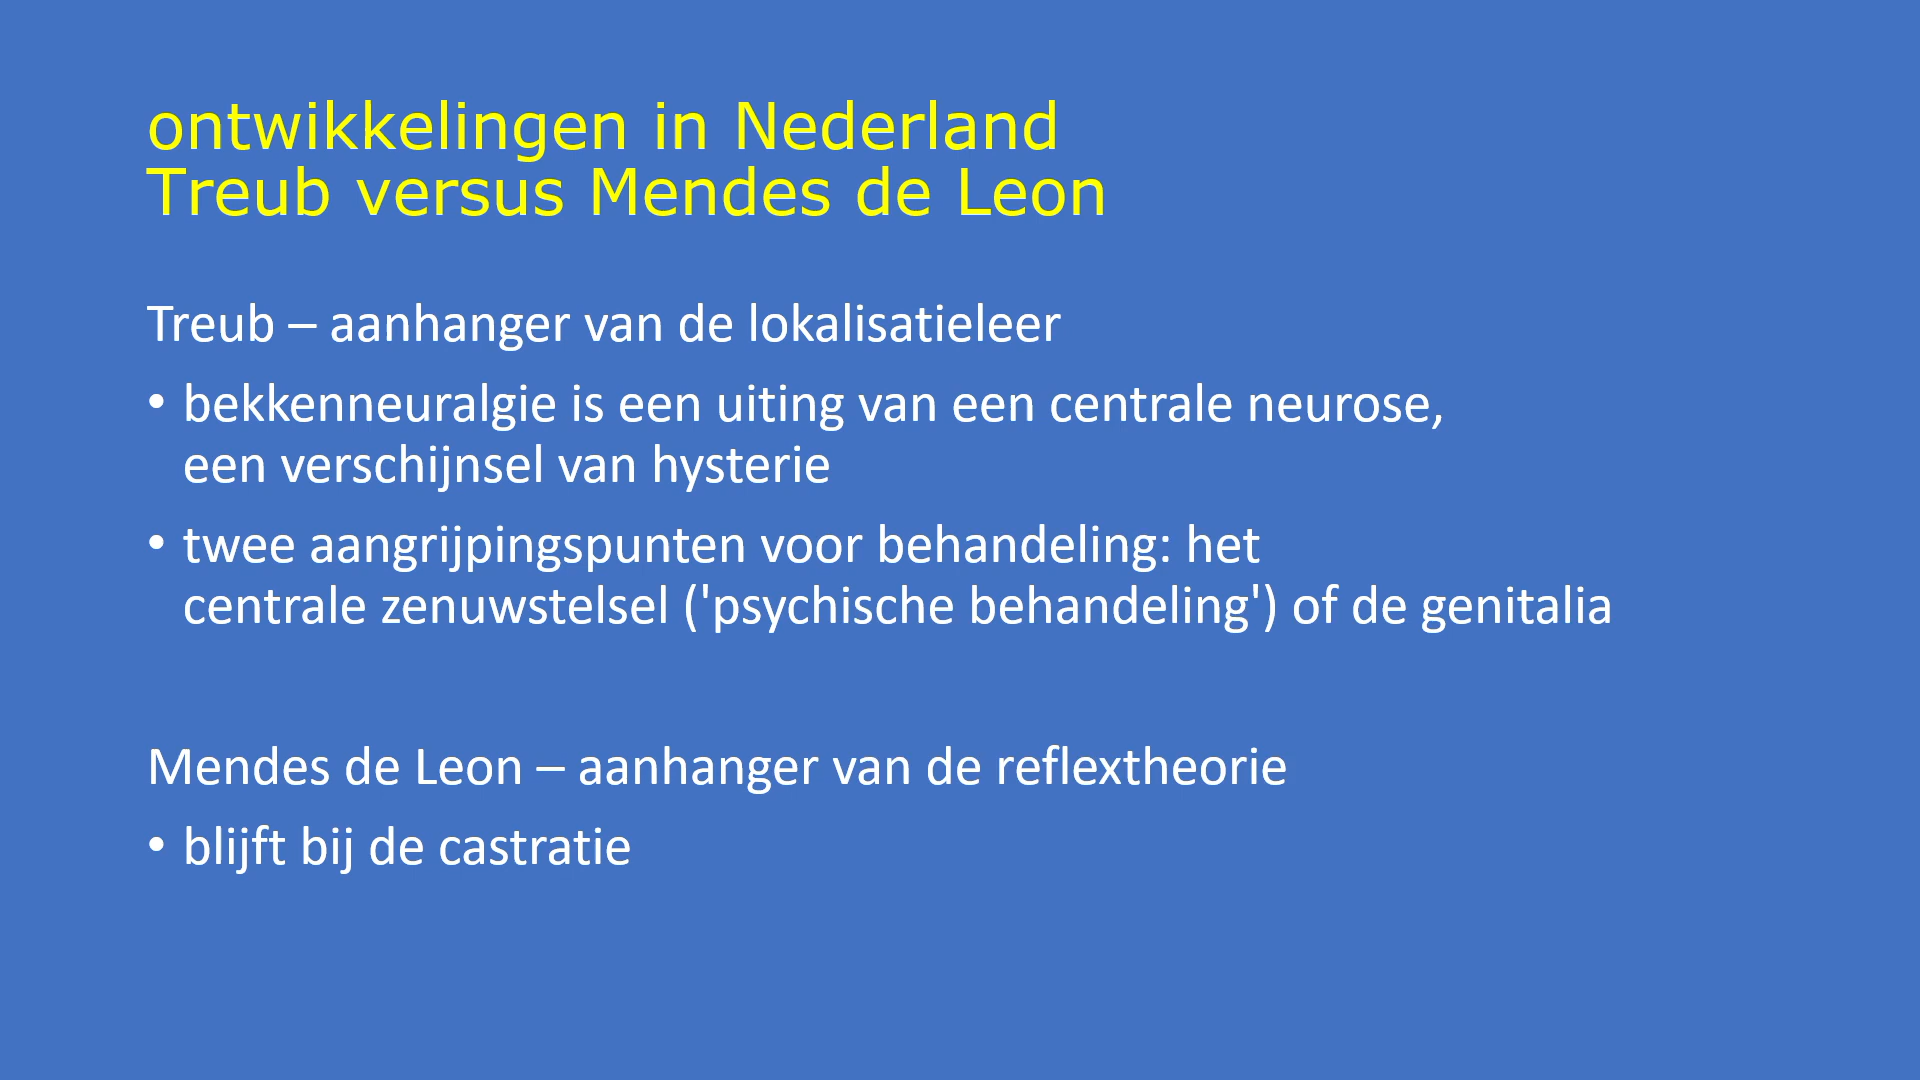 ontwikkelingen in Nederland
Treub versus Mendes de Leon
Treub – aanhanger van de lokalisatieleer
• bekkenneuralgie is een uiting van een centrale neurose,
een verschijnsel van hysterie
• twee aangrijpingspunten voor behandeling: het
centrale zenuwstelsel ('psychische behandeling') of de genitalia
Mendes de Leon – aanhanger van de reflextheorie
• blijft bij de castratie